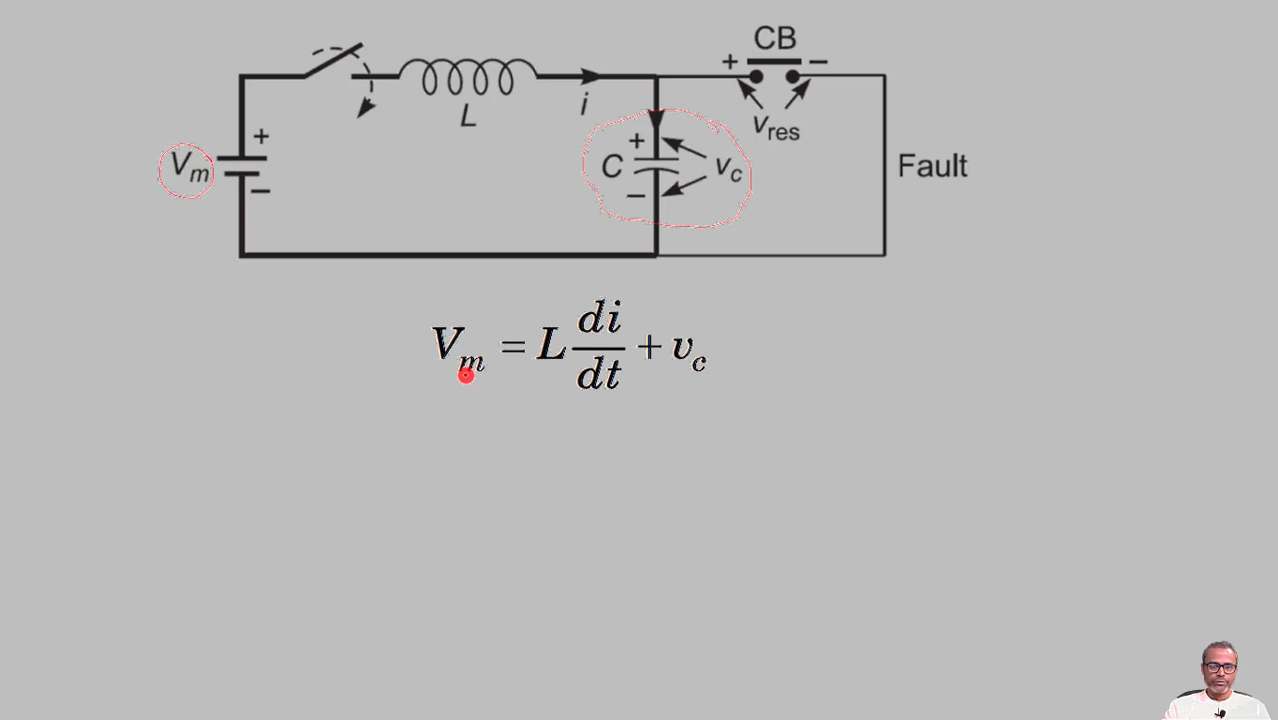 CB
+ −
L
i
v_res
+
V_m
−
+
C
−
v_c
Fault
V_m = L di/dt + v_c